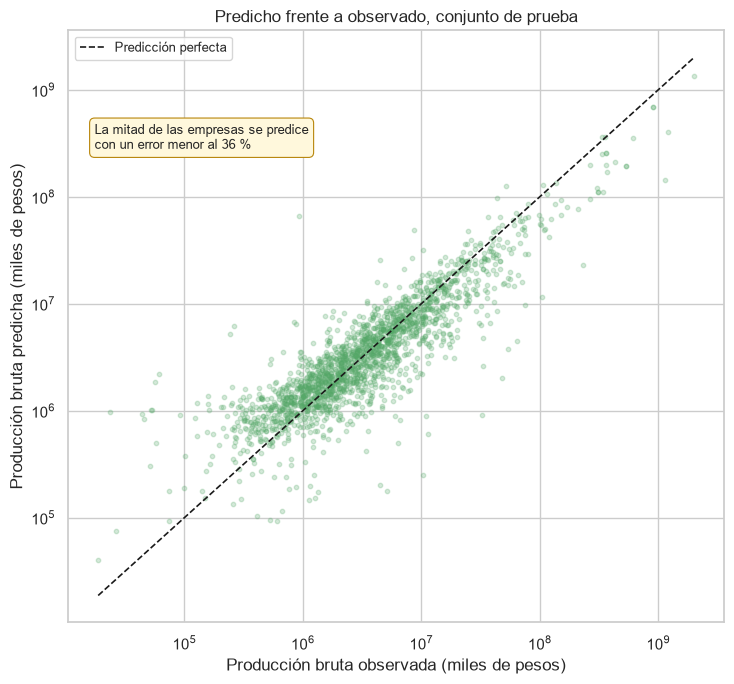 Predicho frente a observado, conjunto de prueba
Predicción perfecta
La mitad de las empresas se predice
con un error menor al 36 %
Producción bruta predicha (miles de pesos)
10⁹
10⁸
10⁷
10⁶
10⁵
10⁵ 10⁶ 10⁷ 10⁸ 10⁹
Producción bruta observada (miles de pesos)